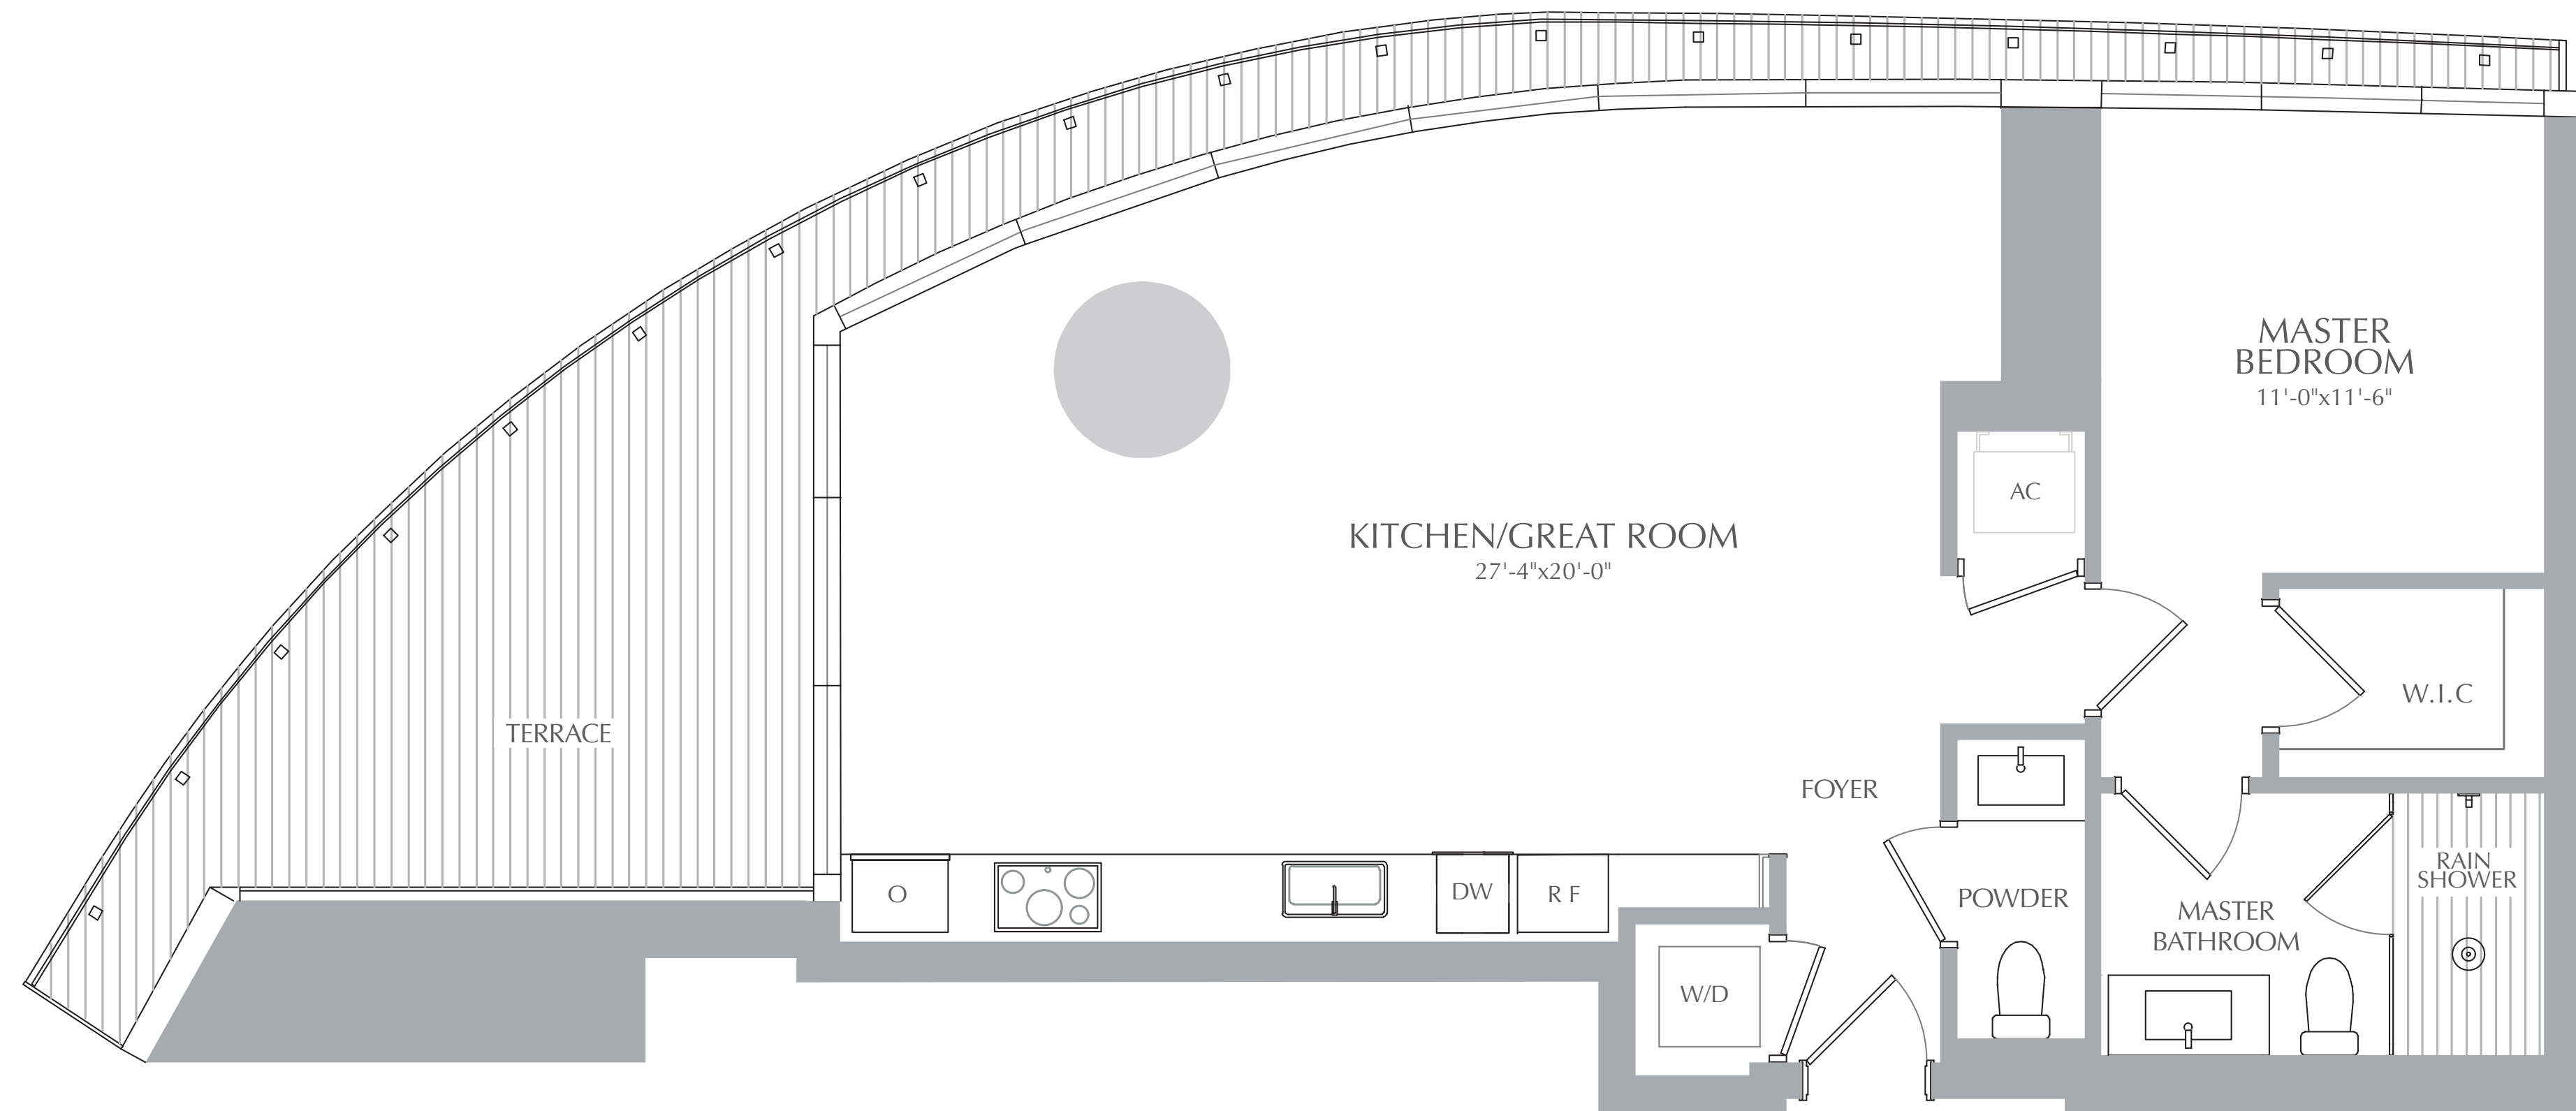 MASTER
BEDROOM
11'-0"x11'-6"
AC
KITCHEN/GREAT ROOM
27'-4"x20'-0"
W.I.C
TERRACE
FOYER
RAIN
SHOWER
O
DW
R F
POWDER
MASTER
BATHROOM
W/D